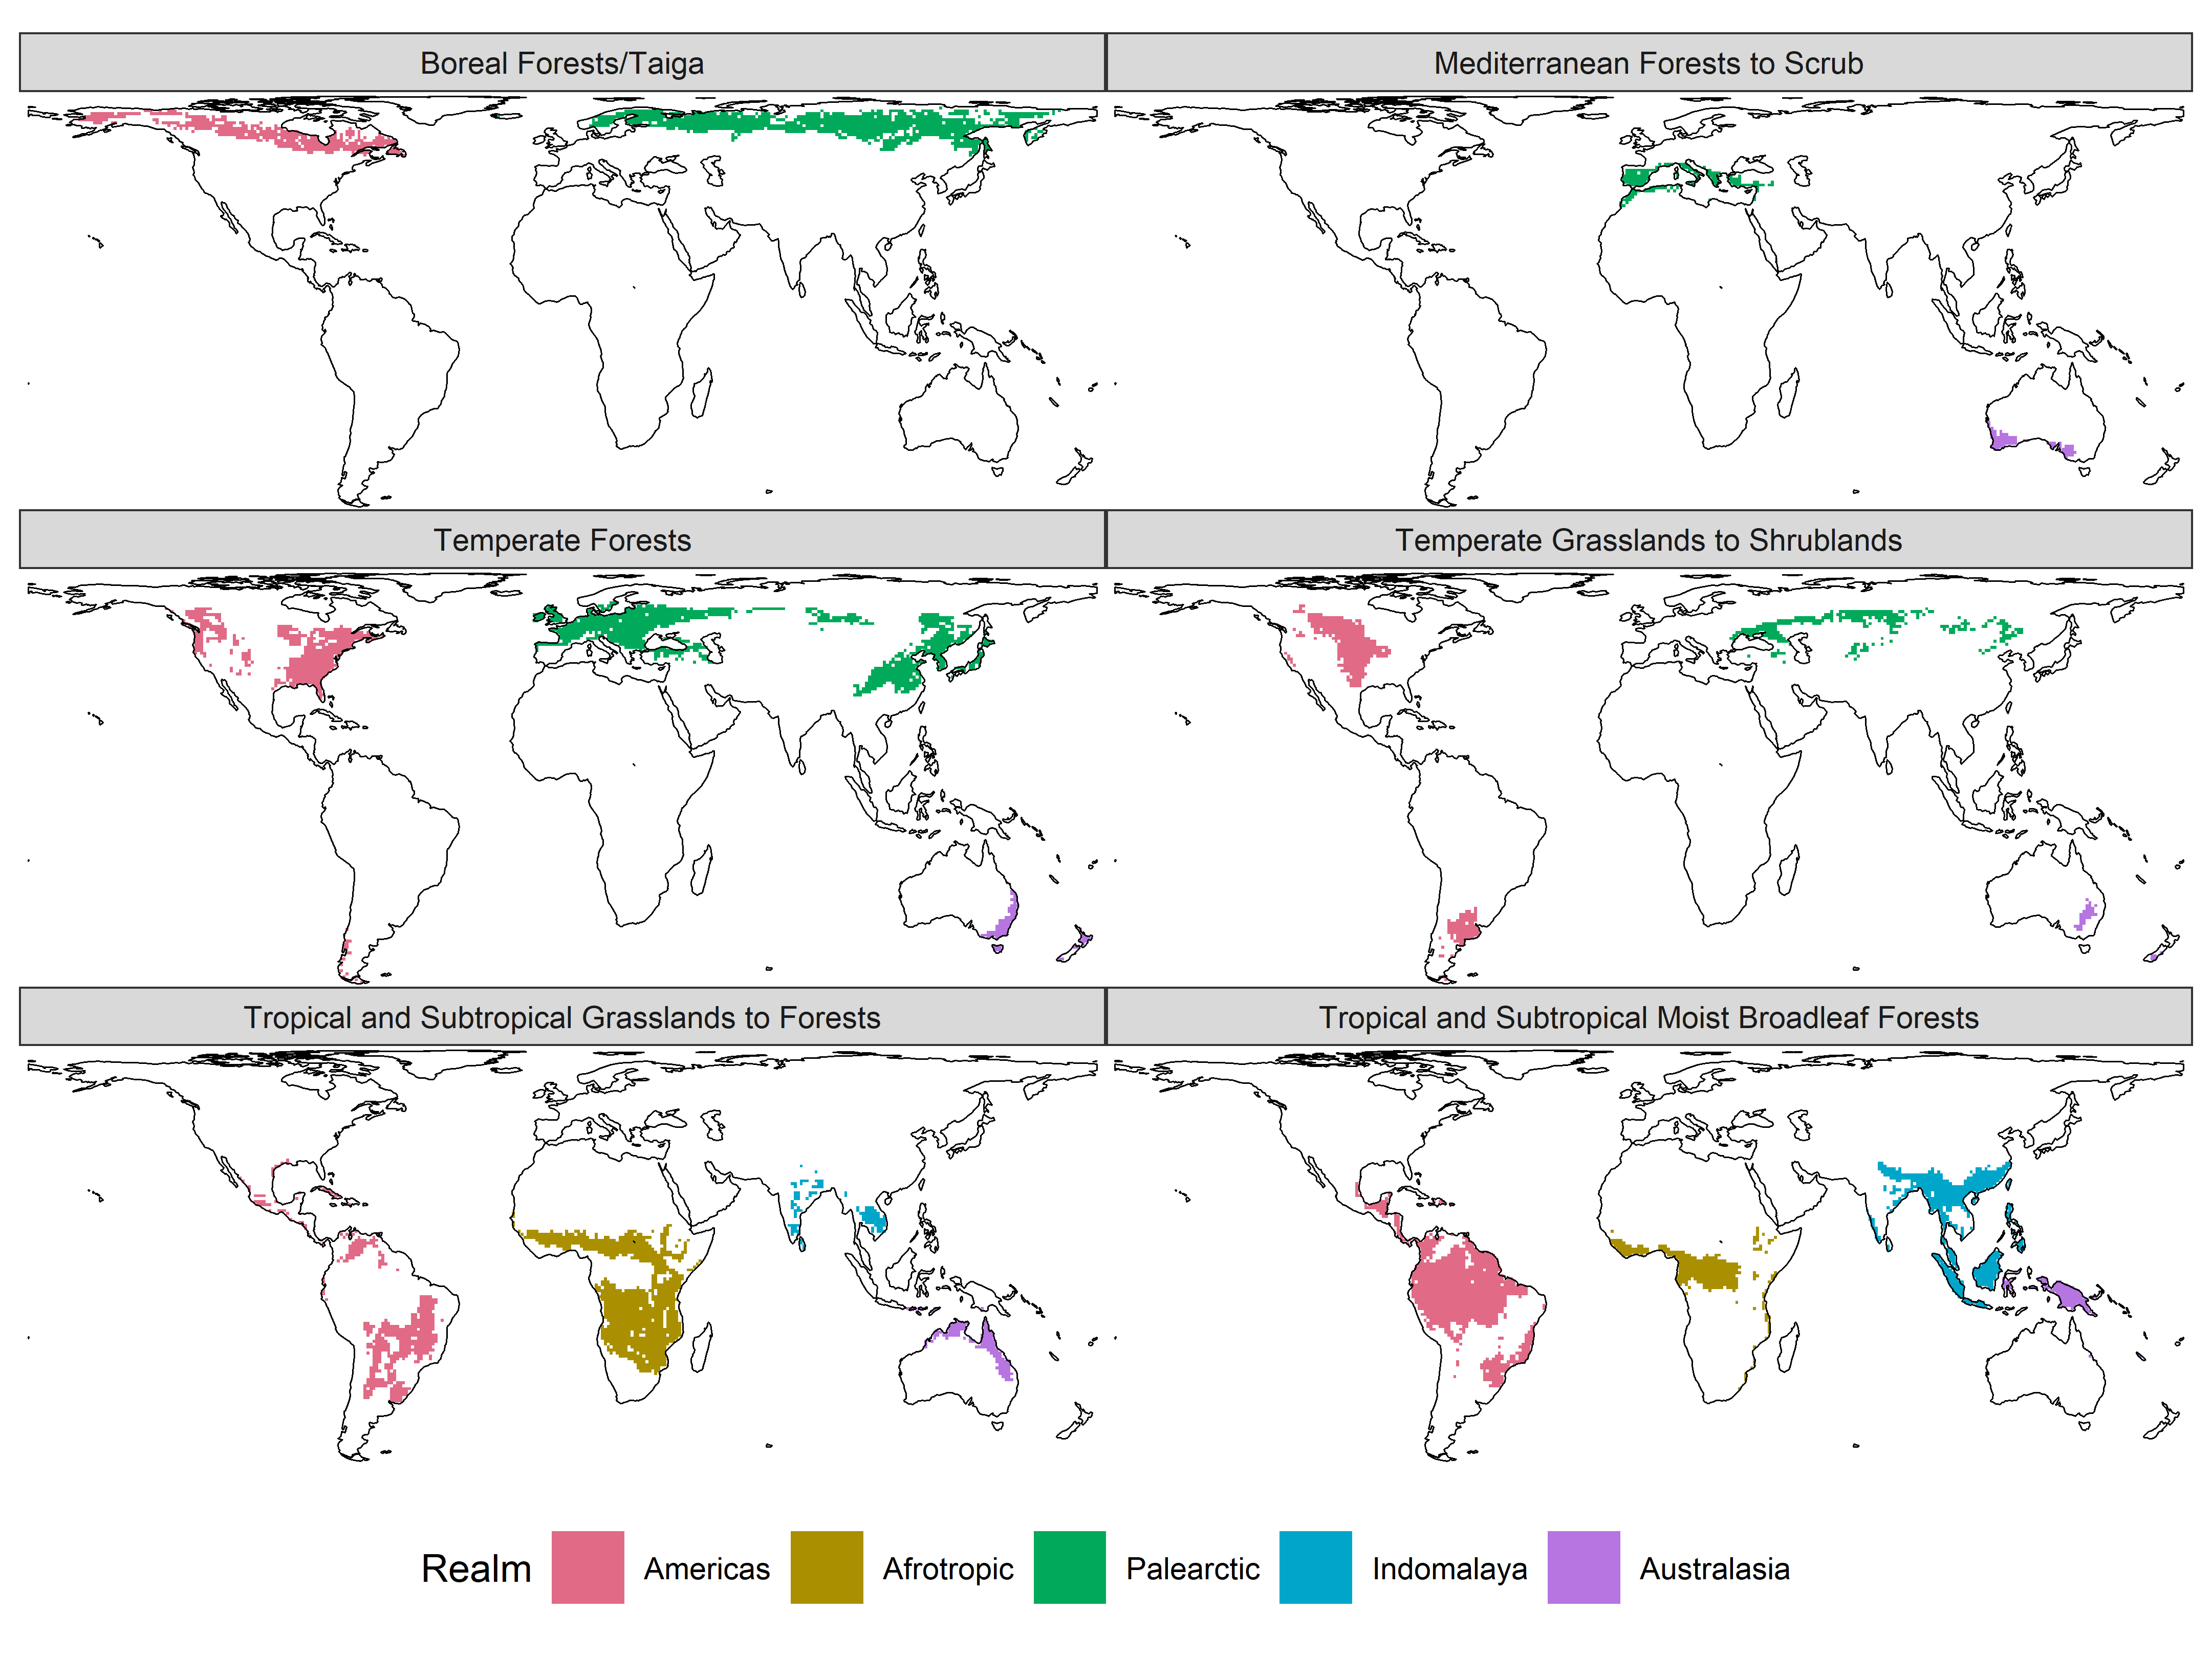 Boreal Forests/Taiga
Mediterranean Forests to Scrub
Temperate Forests
Temperate Grasslands to Shrublands
Tropical and Subtropical Grasslands to Forests
Tropical and Subtropical Moist Broadleaf Forests
Realm Americas Afrotropic Palearctic Indomalaya Australasia